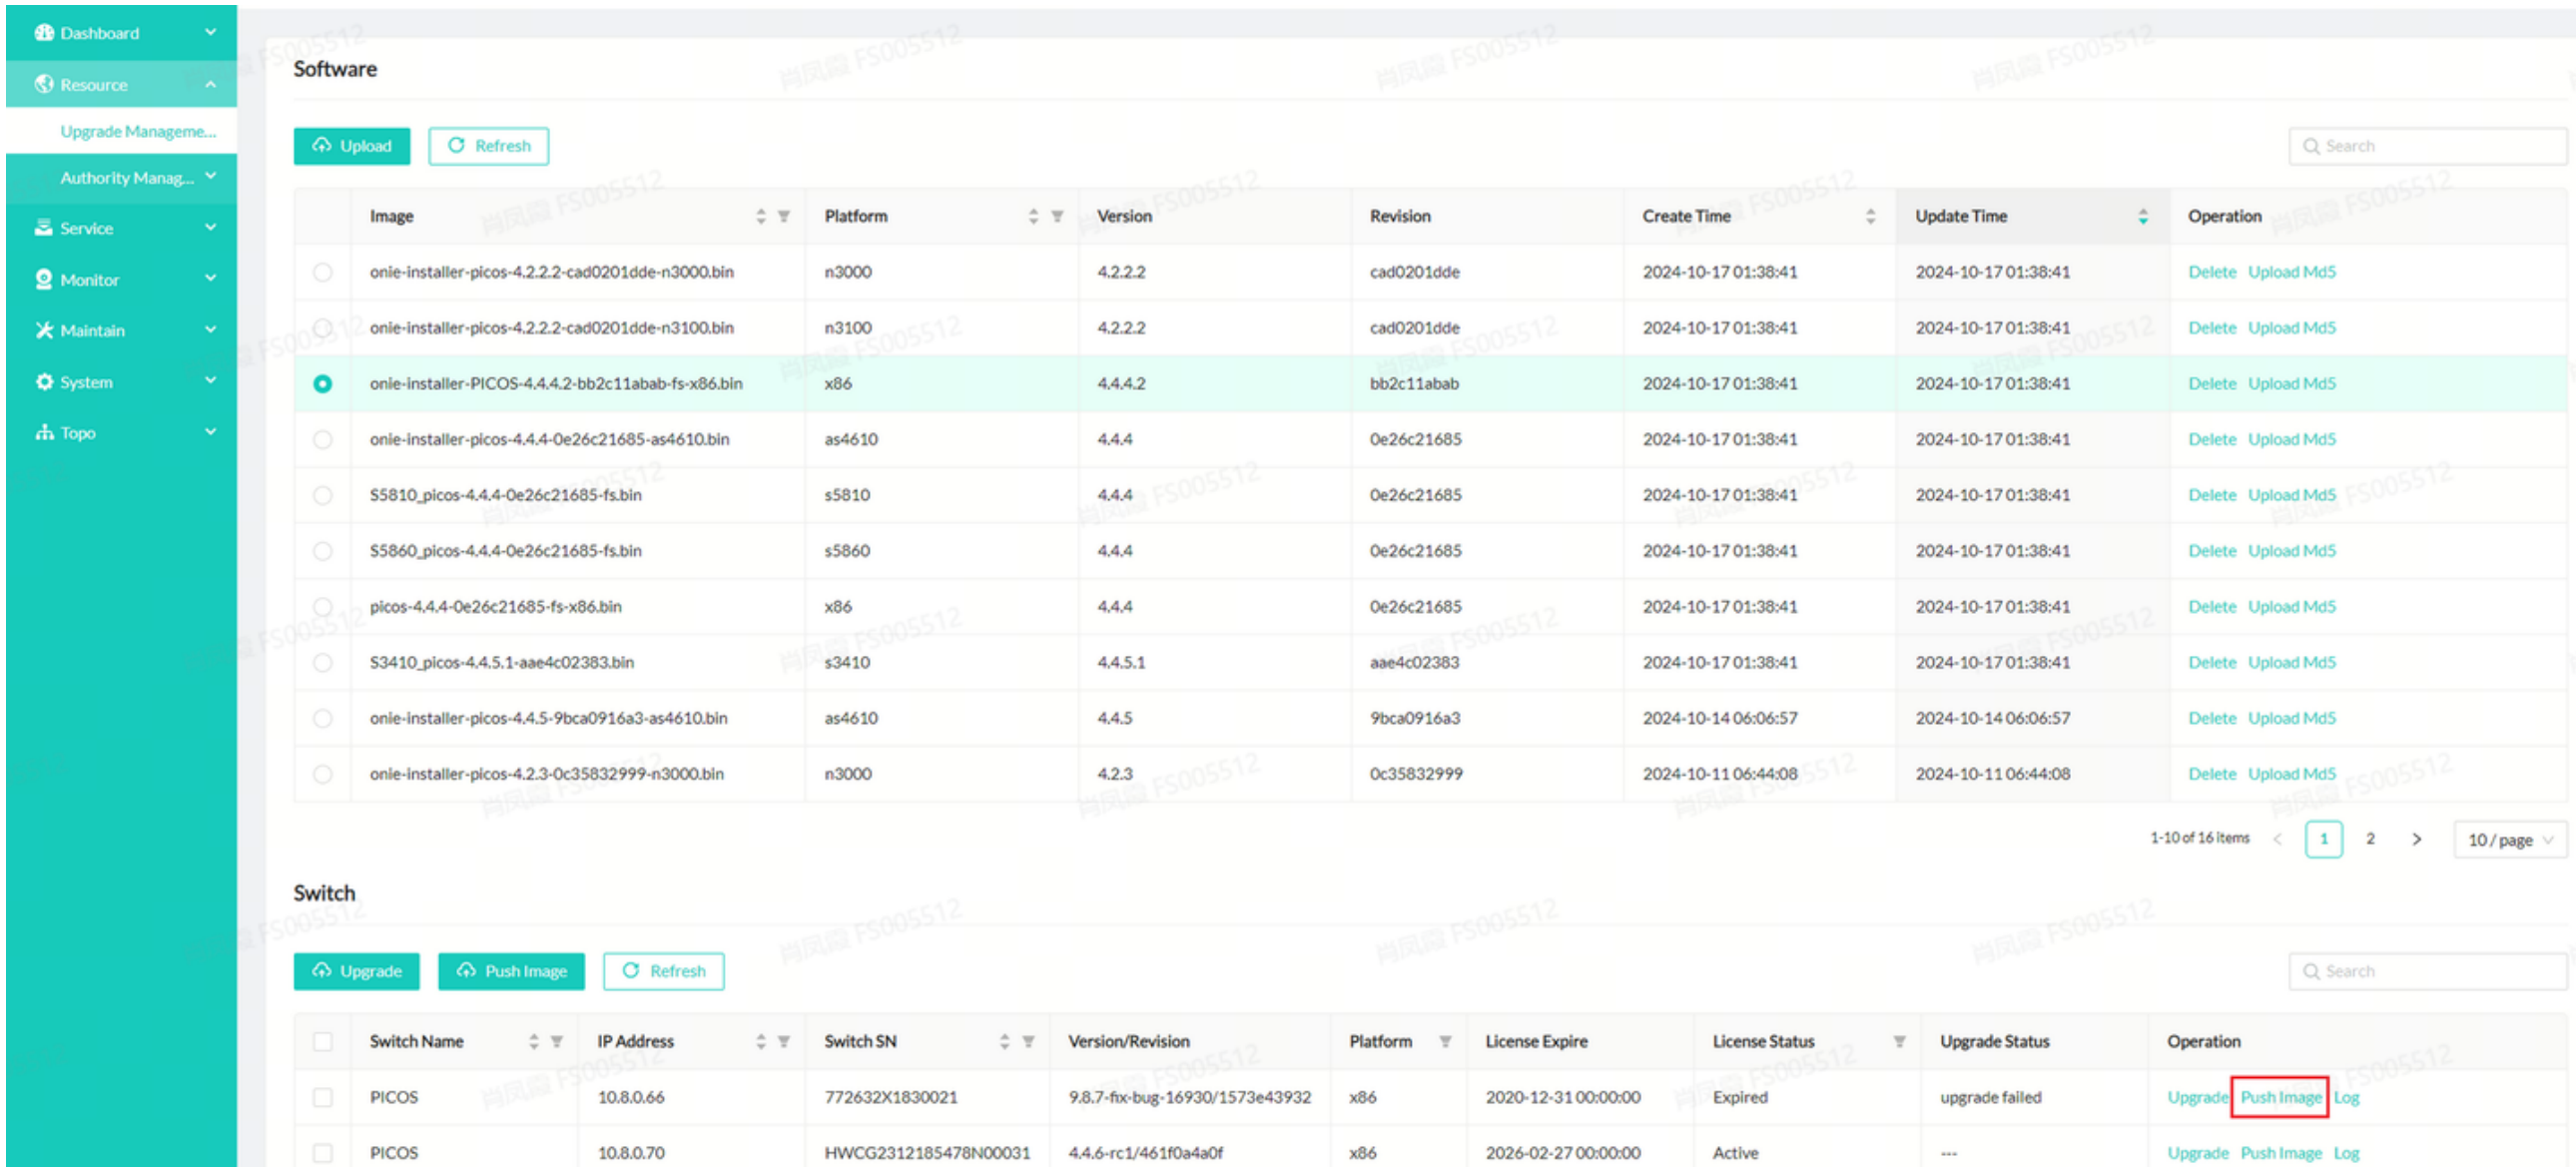 Dashboard
Resource
Upgrade Manageme...
Authority Manag...
Service
Monitor
Maintain
System
Topo
Software
Upload Refresh Search
Image Platform Version Revision Create Time Update Time Operation
onie-installer-picos-4.2.2.2-cad0201dde-n3000.bin n3000 4.2.2.2 cad0201dde 2024-10-17 01:38:41 2024-10-17 01:38:41 Delete Upload Md5
onie-installer-picos-4.2.2.2-cad0201dde-n3100.bin n3100 4.2.2.2 cad0201dde 2024-10-17 01:38:41 2024-10-17 01:38:41 Delete Upload Md5
onie-installer-PICOS-4.4.4.2-bb2c11abab-fs-x86.bin x86 4.4.4.2 bb2c11abab 2024-10-17 01:38:41 2024-10-17 01:38:41 Delete Upload Md5
onie-installer-picos-4.4.4-0e26c21685-as4610.bin as4610 4.4.4 0e26c21685 2024-10-17 01:38:41 2024-10-17 01:38:41 Delete Upload Md5
S5810_picos-4.4.4-0e26c21685-fs.bin s5810 4.4.4 0e26c21685 2024-10-17 01:38:41 2024-10-17 01:38:41 Delete Upload Md5
S5860_picos-4.4.4-0e26c21685-fs.bin s5860 4.4.4 0e26c21685 2024-10-17 01:38:41 2024-10-17 01:38:41 Delete Upload Md5
picos-4.4.4-0e26c21685-fs-x86.bin x86 4.4.4 0e26c21685 2024-10-17 01:38:41 2024-10-17 01:38:41 Delete Upload Md5
S3410_picos-4.4.5.1-aae4c02383.bin s3410 4.4.5.1 aae4c02383 2024-10-17 01:38:41 2024-10-17 01:38:41 Delete Upload Md5
onie-installer-picos-4.4.5-9bca0916a3-as4610.bin as4610 4.4.5 9bca0916a3 2024-10-14 06:06:57 2024-10-14 06:06:57 Delete Upload Md5
onie-installer-picos-4.2.3-0c35832999-n3000.bin n3000 4.2.3 0c35832999 2024-10-11 06:44:08 2024-10-11 06:44:08 Delete Upload Md5
1-10 of 16 items < 1 2 > 10 / page
Switch
Upgrade Push Image Refresh Search
Switch Name IP Address Switch SN Version/Revision Platform License Expire License Status Upgrade Status Operation
PICOS 10.8.0.66 772632X1830021 9.8.7-fix-bug-16930/1573e43932 x86 2020-12-31 00:00:00 Expired upgrade failed Upgrade Push Image Log
PICOS 10.8.0.70 HWCG2312185478N00031 4.4.6-rc1/461f0a4a0f x86 2026-02-27 00:00:00 Active --- Upgrade Push Image Log
肖凤霞 FS005512